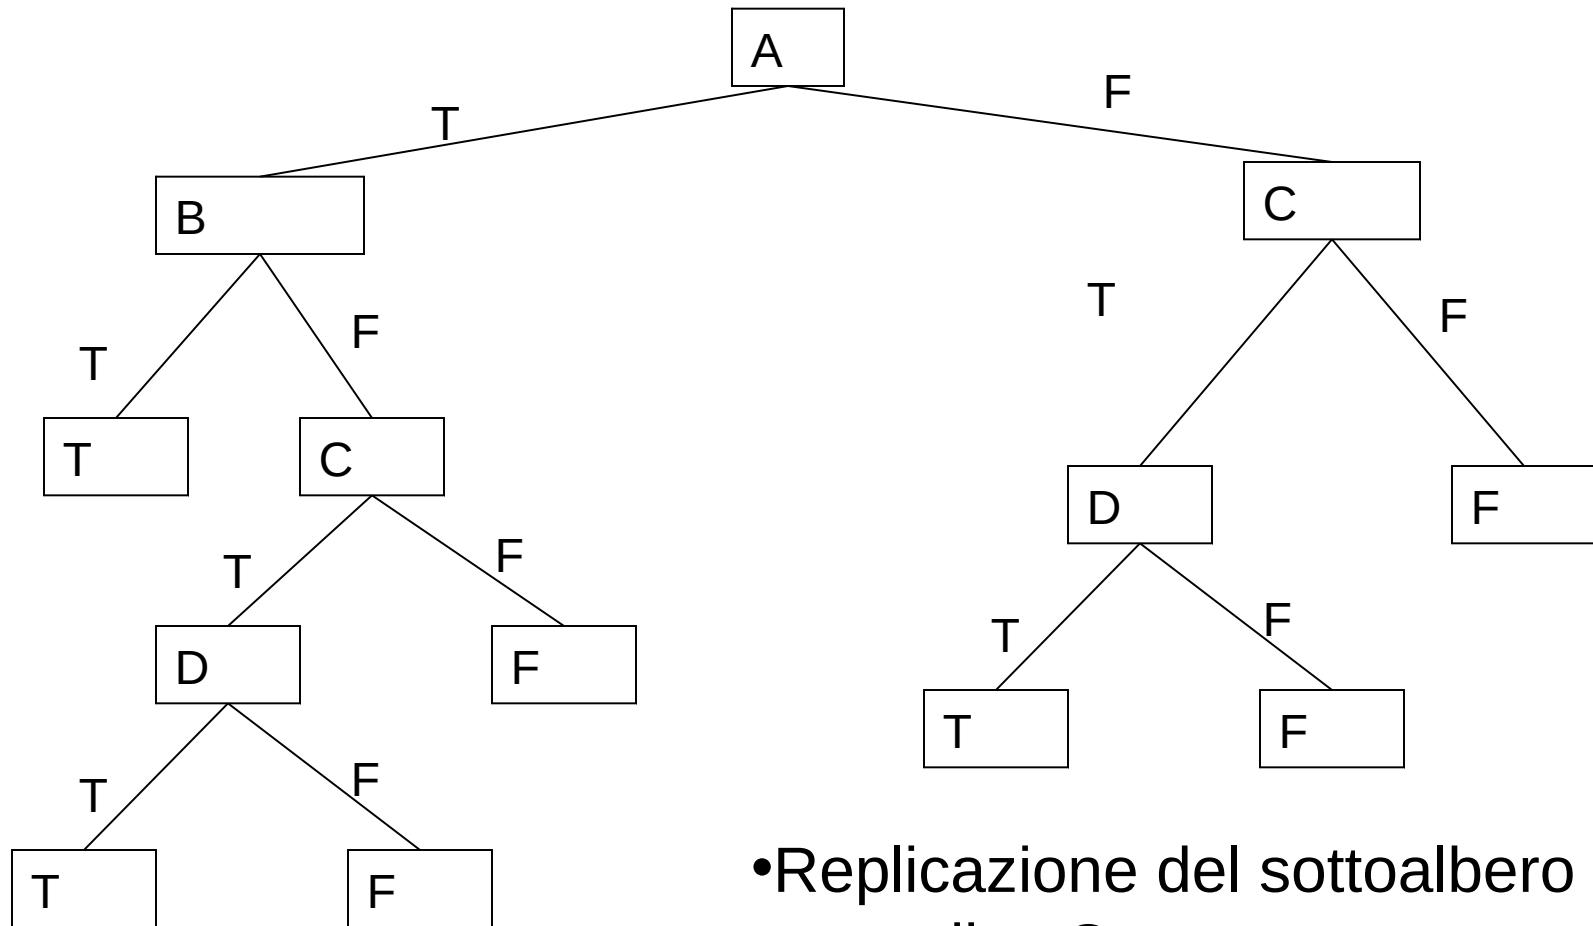 A
T F
B C
T F T F
T C D F
T F T F
D F T F
T F
T F
•Replicazione del sottoalbero